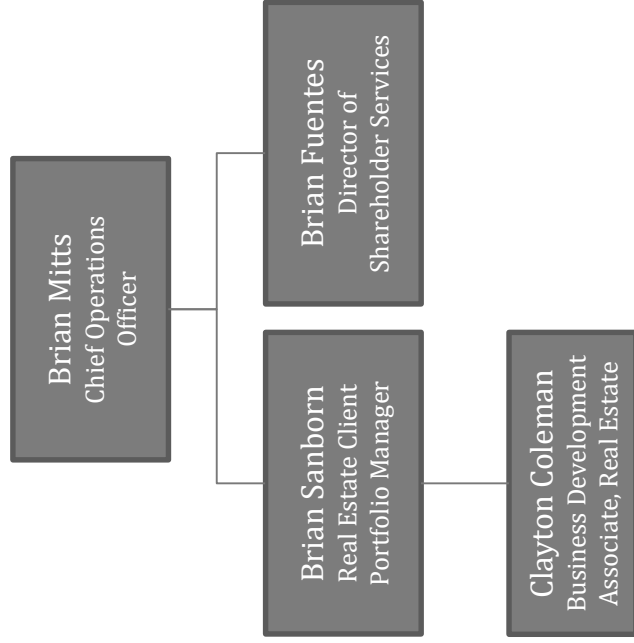 Brian Mitts
Chief Operations
Officer
Brian Sanborn
Real Estate Client
Portfolio Manager
Brian Fuentes
Director of
Shareholder Services
Clayton Coleman
Business Development
Associate, Real Estate